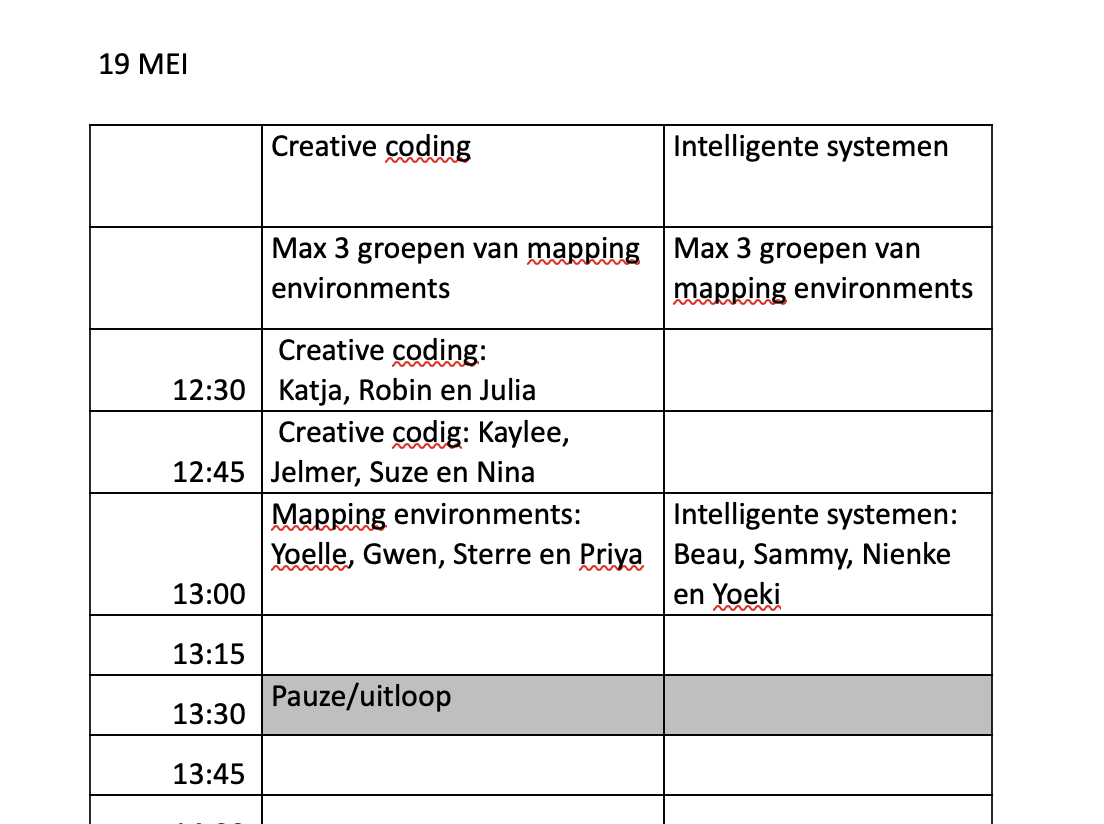 19 MEI
Creative coding
Intelligente systemen
Max 3 groepen van mapping
environments
Max 3 groepen van
mapping environments
12:30
Creative coding:
Katja, Robin en Julia
12:45
Creative codig: Kaylee,
Jelmer, Suze en Nina
13:00
Mapping environments:
Yoelle, Gwen, Sterre en Priya
Intelligente systemen:
Beau, Sammy, Nienke
en Yoeki
13:15
13:30
Pauze/uitloop
13:45